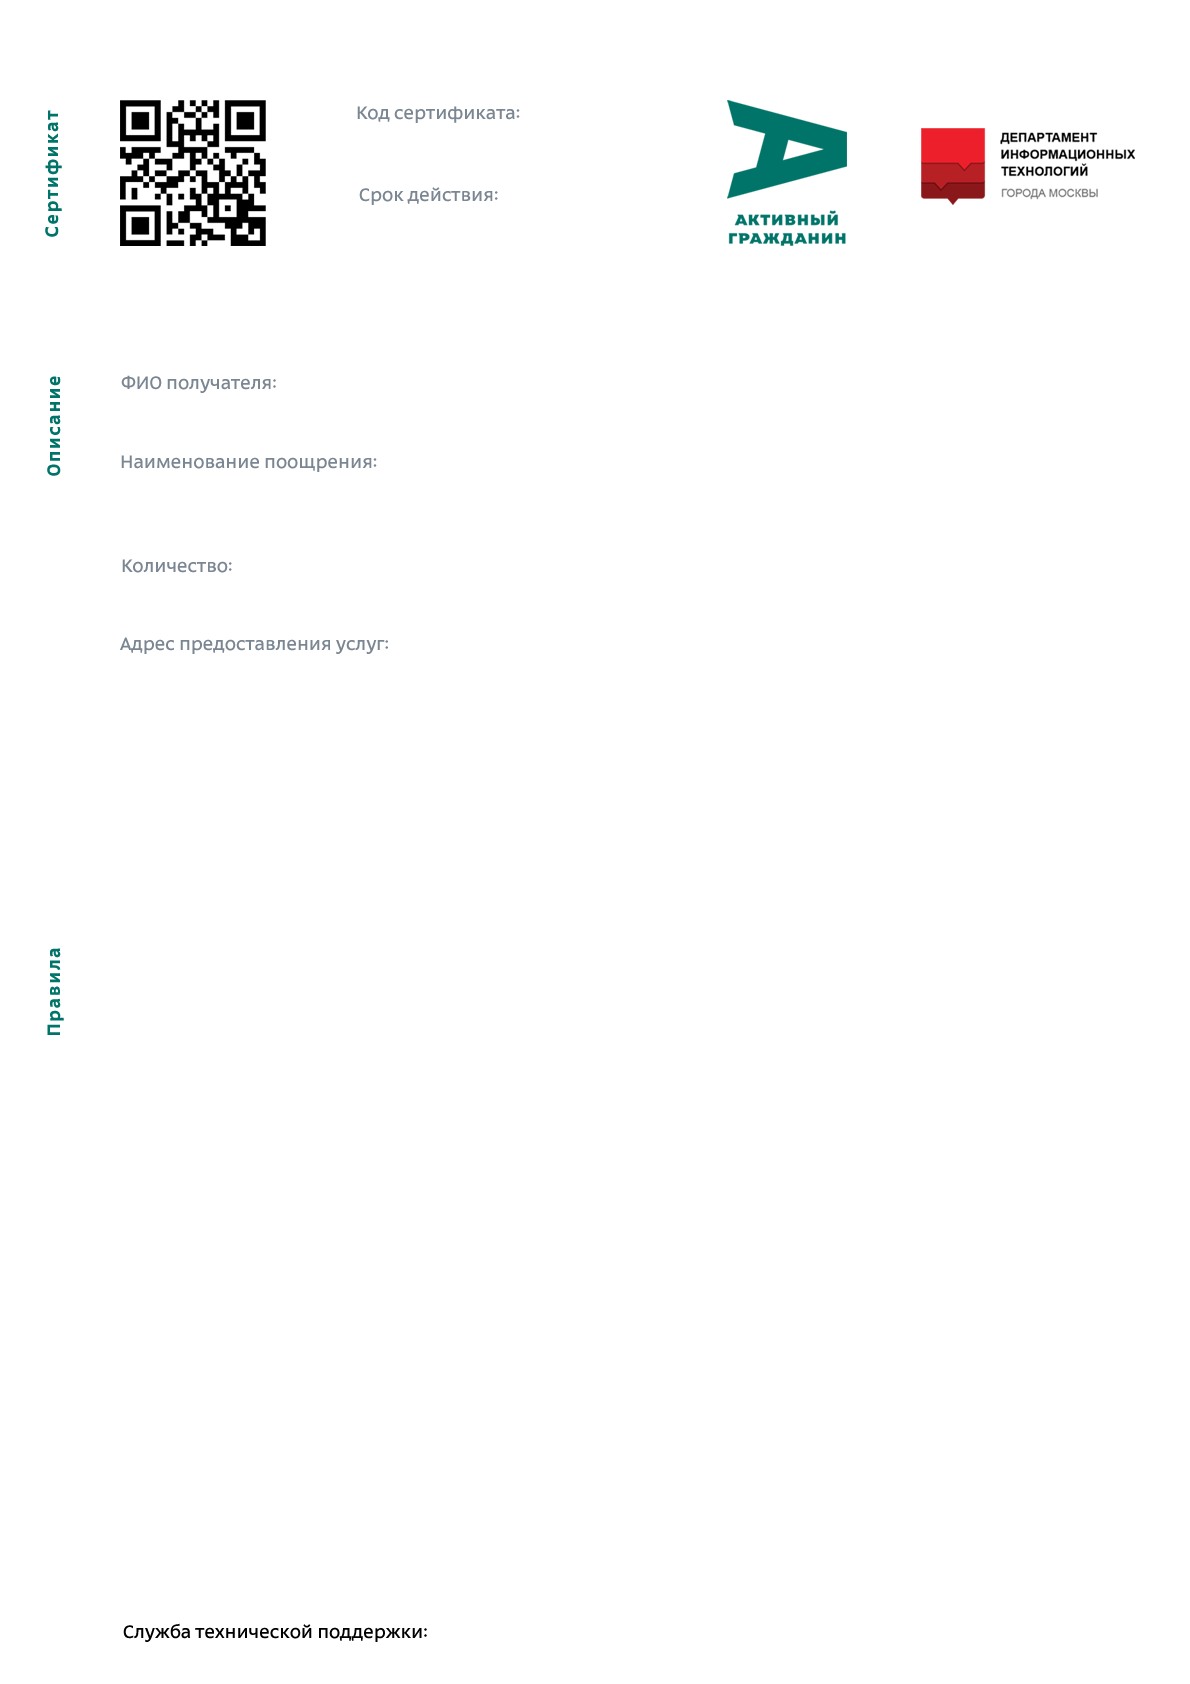 Сертификат
Код сертификата:
Срок действия:
АКТИВНЫЙ
ГРАЖДАНИН
ДЕПАРТАМЕНТ
ИНФОРМАЦИОННЫХ
ТЕХНОЛОГИЙ
ГОРОДА МОСКВЫ
Описание
ФИО получателя:
Наименование поощрения:
Количество:
Адрес предоставления услуг:
Правила
Служба технической поддержки: